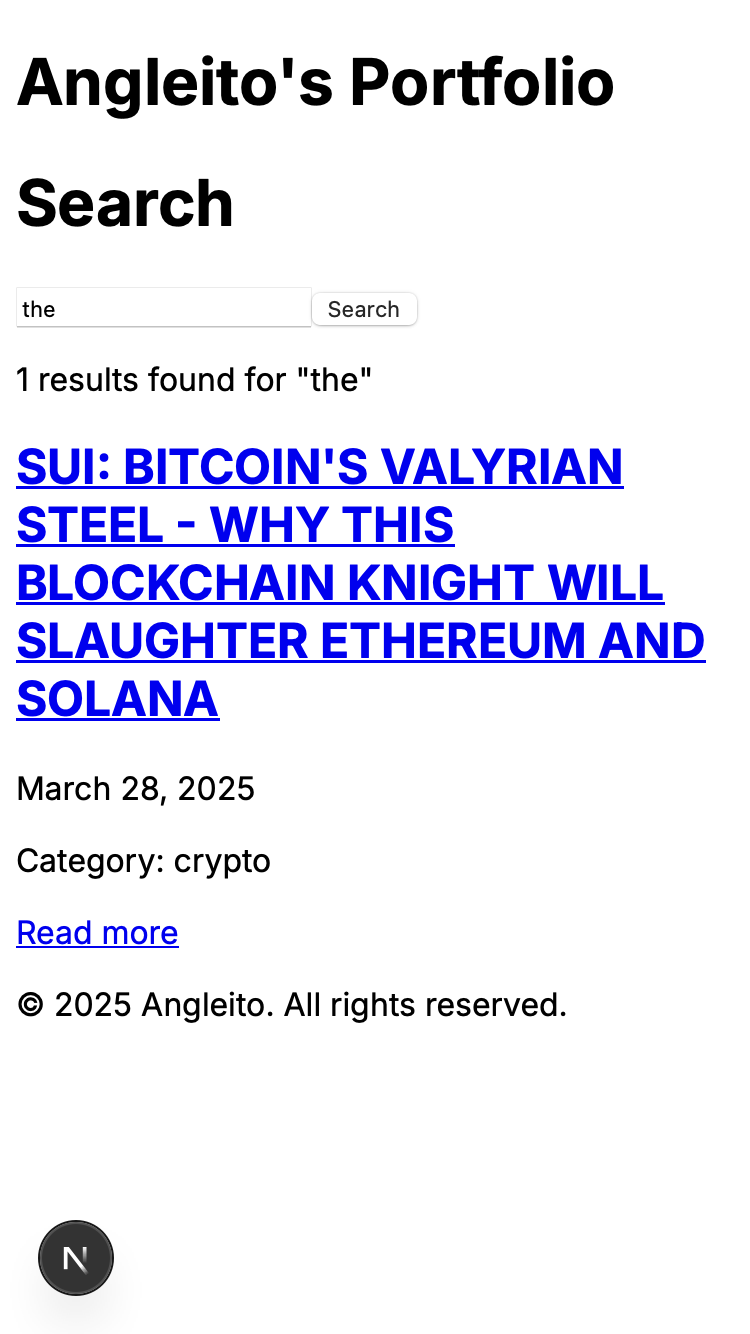 Angleito's Portfolio
Search
the
Search
1 results found for "the"
SUI: BITCOIN'S VALYRIAN
STEEL - WHY THIS
BLOCKCHAIN KNIGHT WILL
SLAUGHTER ETHEREUM AND
SOLANA
March 28, 2025
Category: crypto
Read more
© 2025 Angleito. All rights reserved.
N